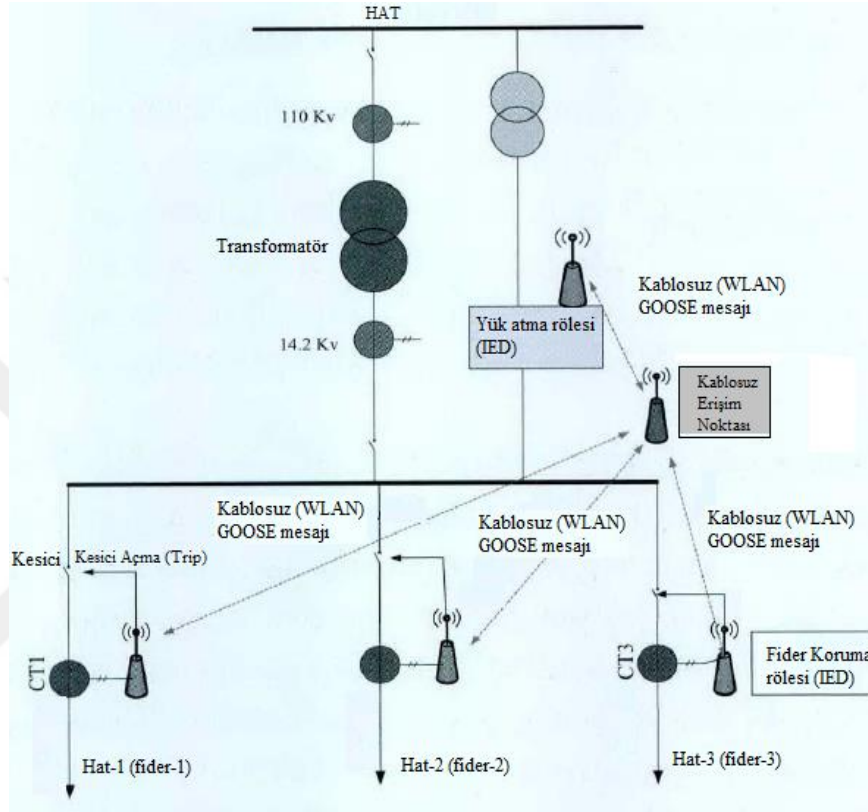 HAT
110 Kv
Transformatör
Kablosuz (WLAN)
GOOSE mesajı
Yük atma rölesi
(IED)
14.2 Kv
Kablosuz
Erişim
Noktası
Kablosuz (WLAN)
GOOSE mesajı
Kablosuz (WLAN)
GOOSE mesajı
Kablosuz (WLAN)
GOOSE mesajı
Kesici
Kesici Açma (Trip)
CT1
CT3
Fider Koruma
rölesi (IED)
Hat-1 (fider-1)
Hat-2 (fider-2)
Hat-3 (fider-3)